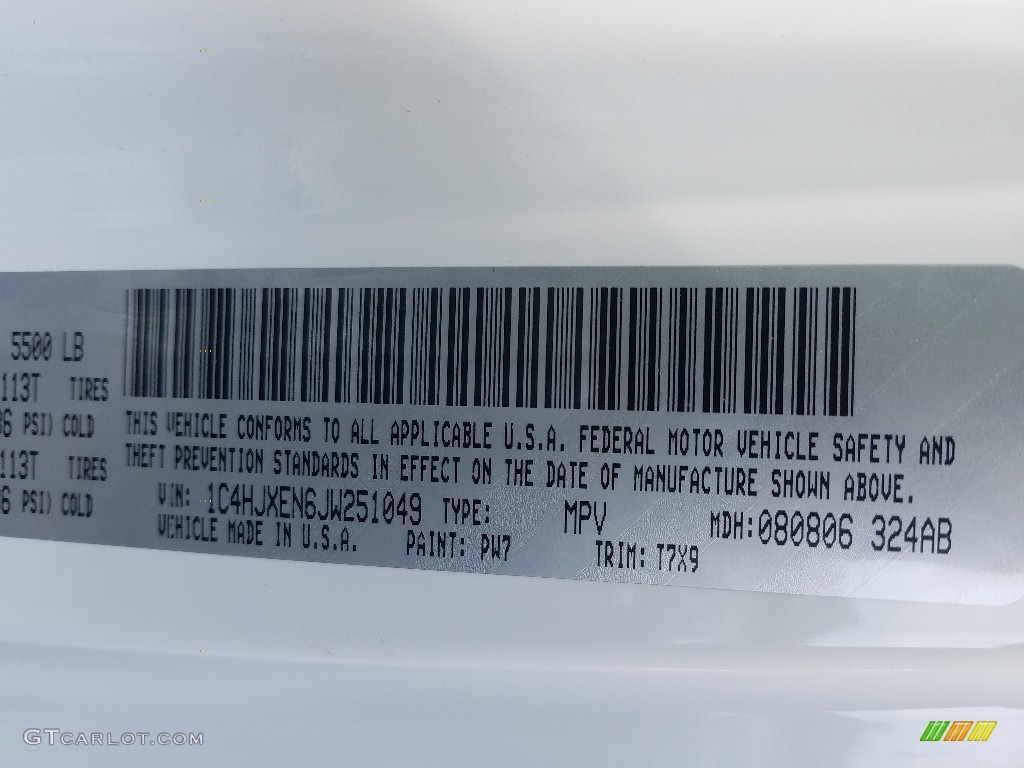 5500 LB
113T TIRES
36 PSI) COLD
113T TIRES
36 PSI) COLD
THIS VEHICLE CONFORMS TO ALL APPLICABLE U.S.A. FEDERAL MOTOR VEHICLE SAFETY AND
THEFT PREVENTION STANDARDS IN EFFECT ON THE DATE OF MANUFACTURE SHOWN ABOVE.
VIN: 1C4HJXEN6JW251049 TYPE: MPV MDH:080806 324AB
VEHICLE MADE IN U.S.A. PAINT: PW7 TRIM: T7X9
GTCARLOT.COM